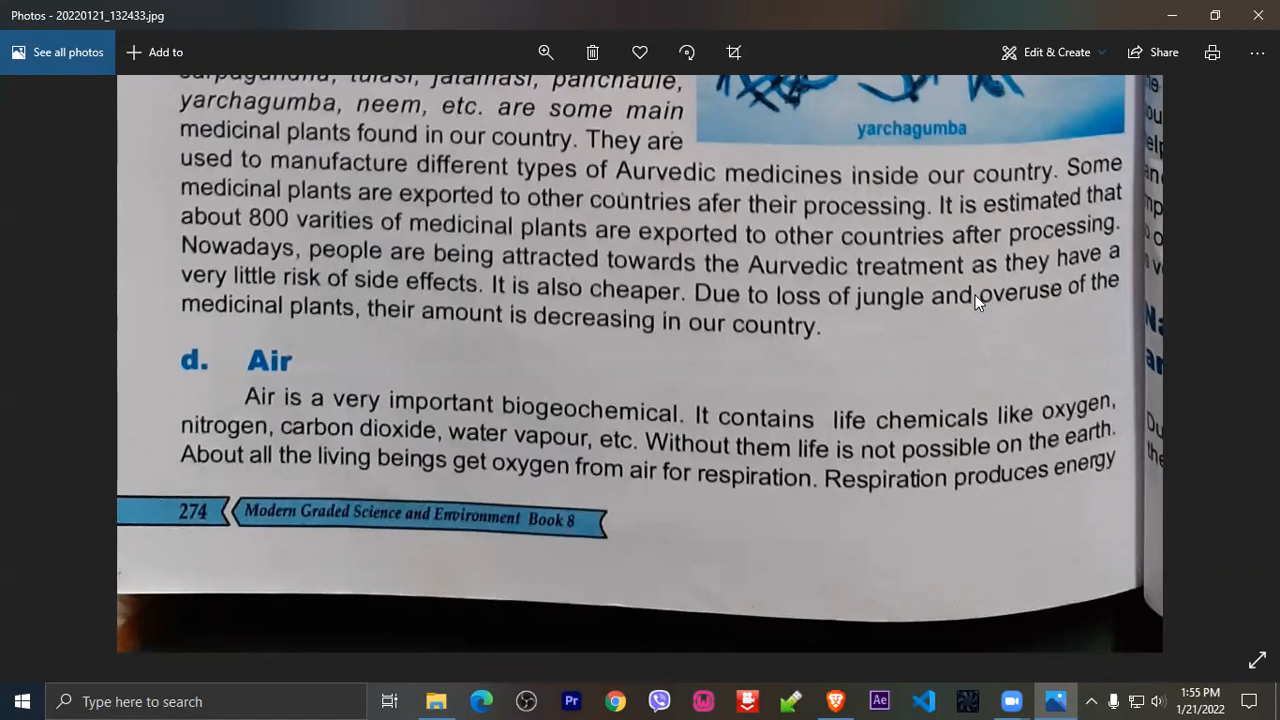 Photos - 20220121_132433.jpg
See all photos
Add to
Edit & Create
Share
sarpagandha, tulasi, jatamasi, panchaule,
yarchagumba, neem, etc. are some main
medicinal plants found in our country. They are
yarchagumba
used to manufacture different types of Aurvedic medicines inside our country. Some
medicinal plants are exported to other countries afer their processing. It is estimated that
about 800 varities of medicinal plants are exported to other countries after processing.
Nowadays, people are being attracted towards the Aurvedic treatment as they have a
very little risk of side effects. It is also cheaper. Due to loss of jungle and overuse of the
medicinal plants, their amount is decreasing in our country.
d. Air
Air is a very important biogeochemical. It contains life chemicals like oxygen,
nitrogen, carbon dioxide, water vapour, etc. Without them life is not possible on the earth.
About all the living beings get oxygen from air for respiration. Respiration produces energy
274 Modern Graded Science and Environment Book 8
Type here to search
Pr
Ae
1:55 PM
1/21/2022